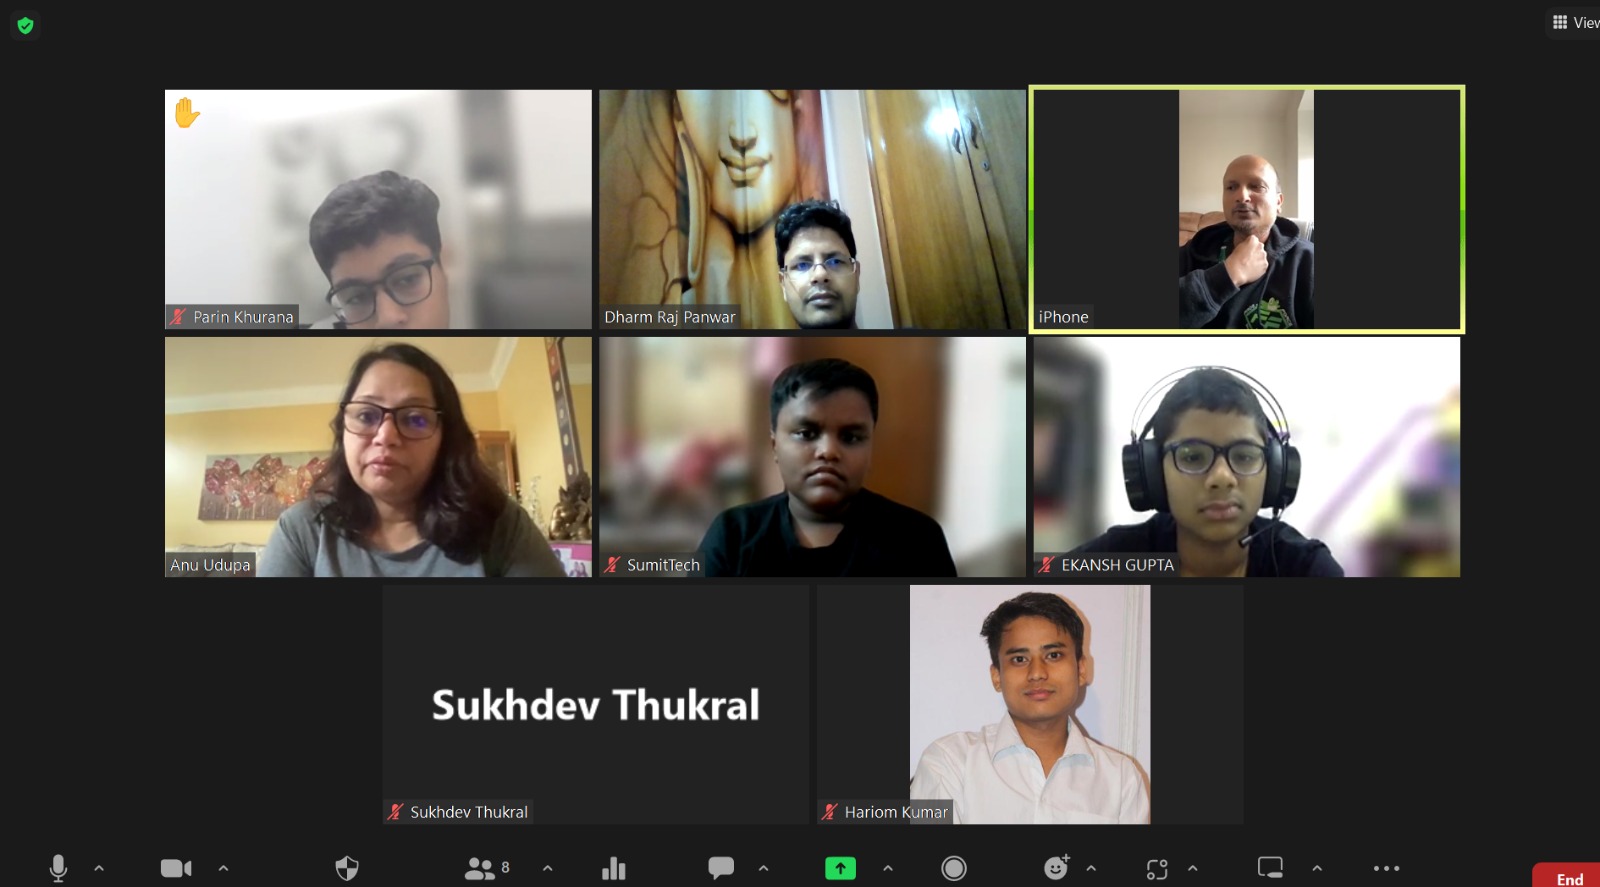 View
Parin Khurana
Dharm Raj Panwar
iPhone
Anu Udupa
SumitTech
EKANSH GUPTA
Sukhdev Thukral
Sukhdev Thukral
Hariom Kumar
8
End